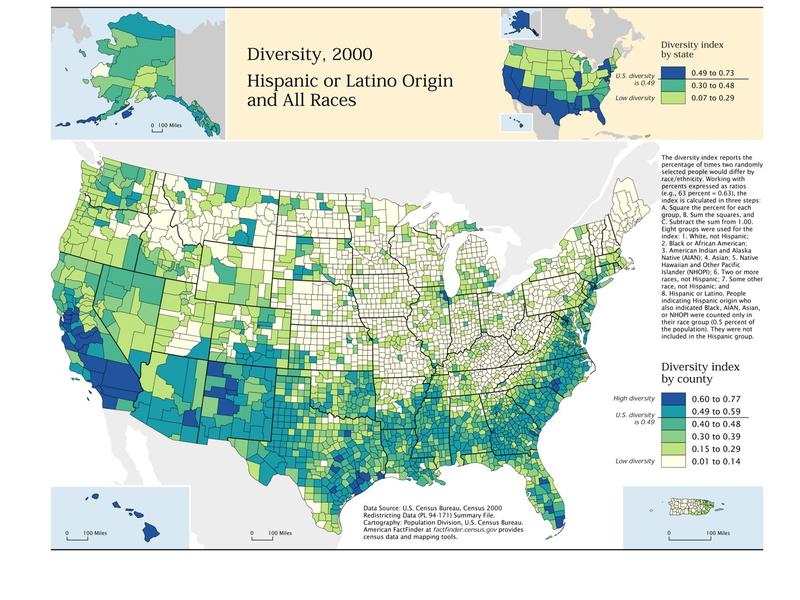 Diversity, 2000
Hispanic or Latino Origin
and All Races
0 100 Miles
Diversity index
by state
U.S. diversity
is 0.49
0.49 to 0.73
0.30 to 0.48
Low diversity
0.07 to 0.29
The diversity index reports the
percentage of times two randomly
selected people would differ by
race/ethnicity. Working with
percents expressed as ratios
(e.g., 63 percent = 0.63), the
index is calculated in three steps:
A. Square the percent for each
group, B. Sum the squares, and
C. Subtract the sum from 1.00.
Eight groups were used for the
index: 1. White, not Hispanic;
2. Black or African American;
3. American Indian and Alaska
Native (AIAN); 4. Asian; 5. Native
Hawaiian and Other Pacific
Islander (NHOPI); 6. Two or more
races, not Hispanic; 7. Some other
race, not Hispanic; and
8. Hispanic or Latino. People
indicating Hispanic origin who
also indicated Black, AIAN, Asian,
or NHOPI were counted only in
their race group (0.5 percent of
the population). They were not
included in the Hispanic group.
Diversity index
by county
High diversity
0.60 to 0.77
0.49 to 0.59
U.S. diversity
is 0.49
0.40 to 0.48
0.30 to 0.39
0.15 to 0.29
Low diversity
0.01 to 0.14
0 100 Miles
0 100 Miles
Data Source: U.S. Census Bureau, Census 2000
Redistricting Data (PL 94-171) Summary File.
Cartography: Population Division, U.S. Census Bureau.
American FactFinder at factfinder.census.gov provides
census data and mapping tools.
0 100 Miles